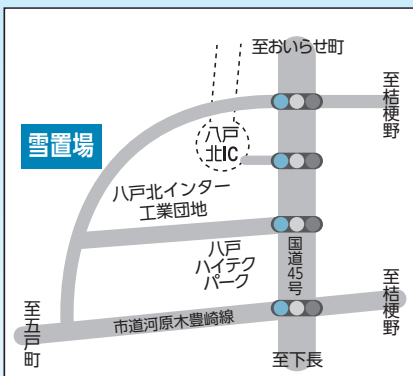 至おいらせ町
至桔梗野
雪置場
八戸
北IC
八戸北インター
工業団地
八戸
ハイテク
パーク
国道45号
至桔梗野
市道河原木豊崎線
至五戸町
至下長